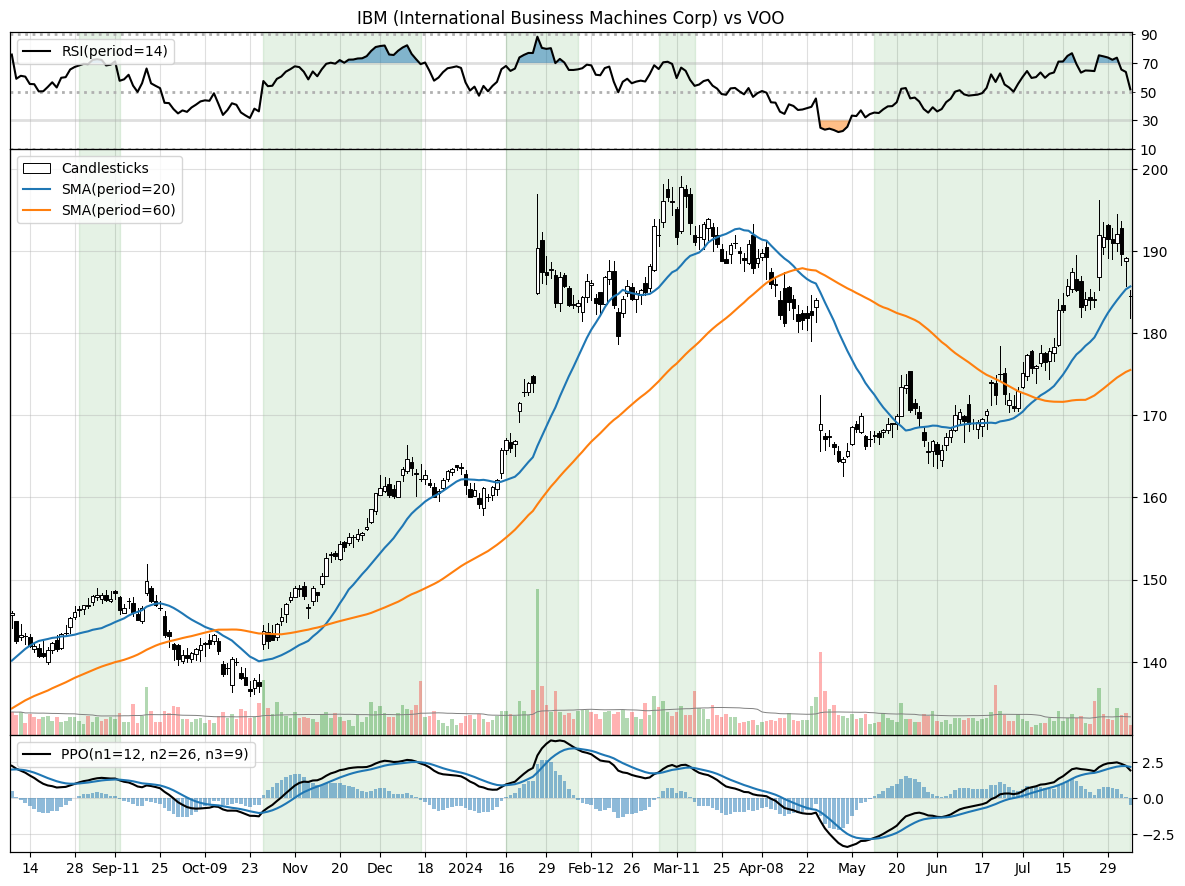 IBM (International Business Machines Corp) vs VOO
RSI(period=14)
90
70
50
30
10
Candlesticks
SMA(period=20)
SMA(period=60)
200
190
180
170
160
150
140
PPO(n1=12, n2=26, n3=9)
2.5
0.0
−2.5
14 28 Sep-11 25 Oct-09 23 Nov 20 Dec 18 2024 16 29 Feb-12 26 Mar-11 25 Apr-08 22 May 20 Jun 17 Jul 15 29